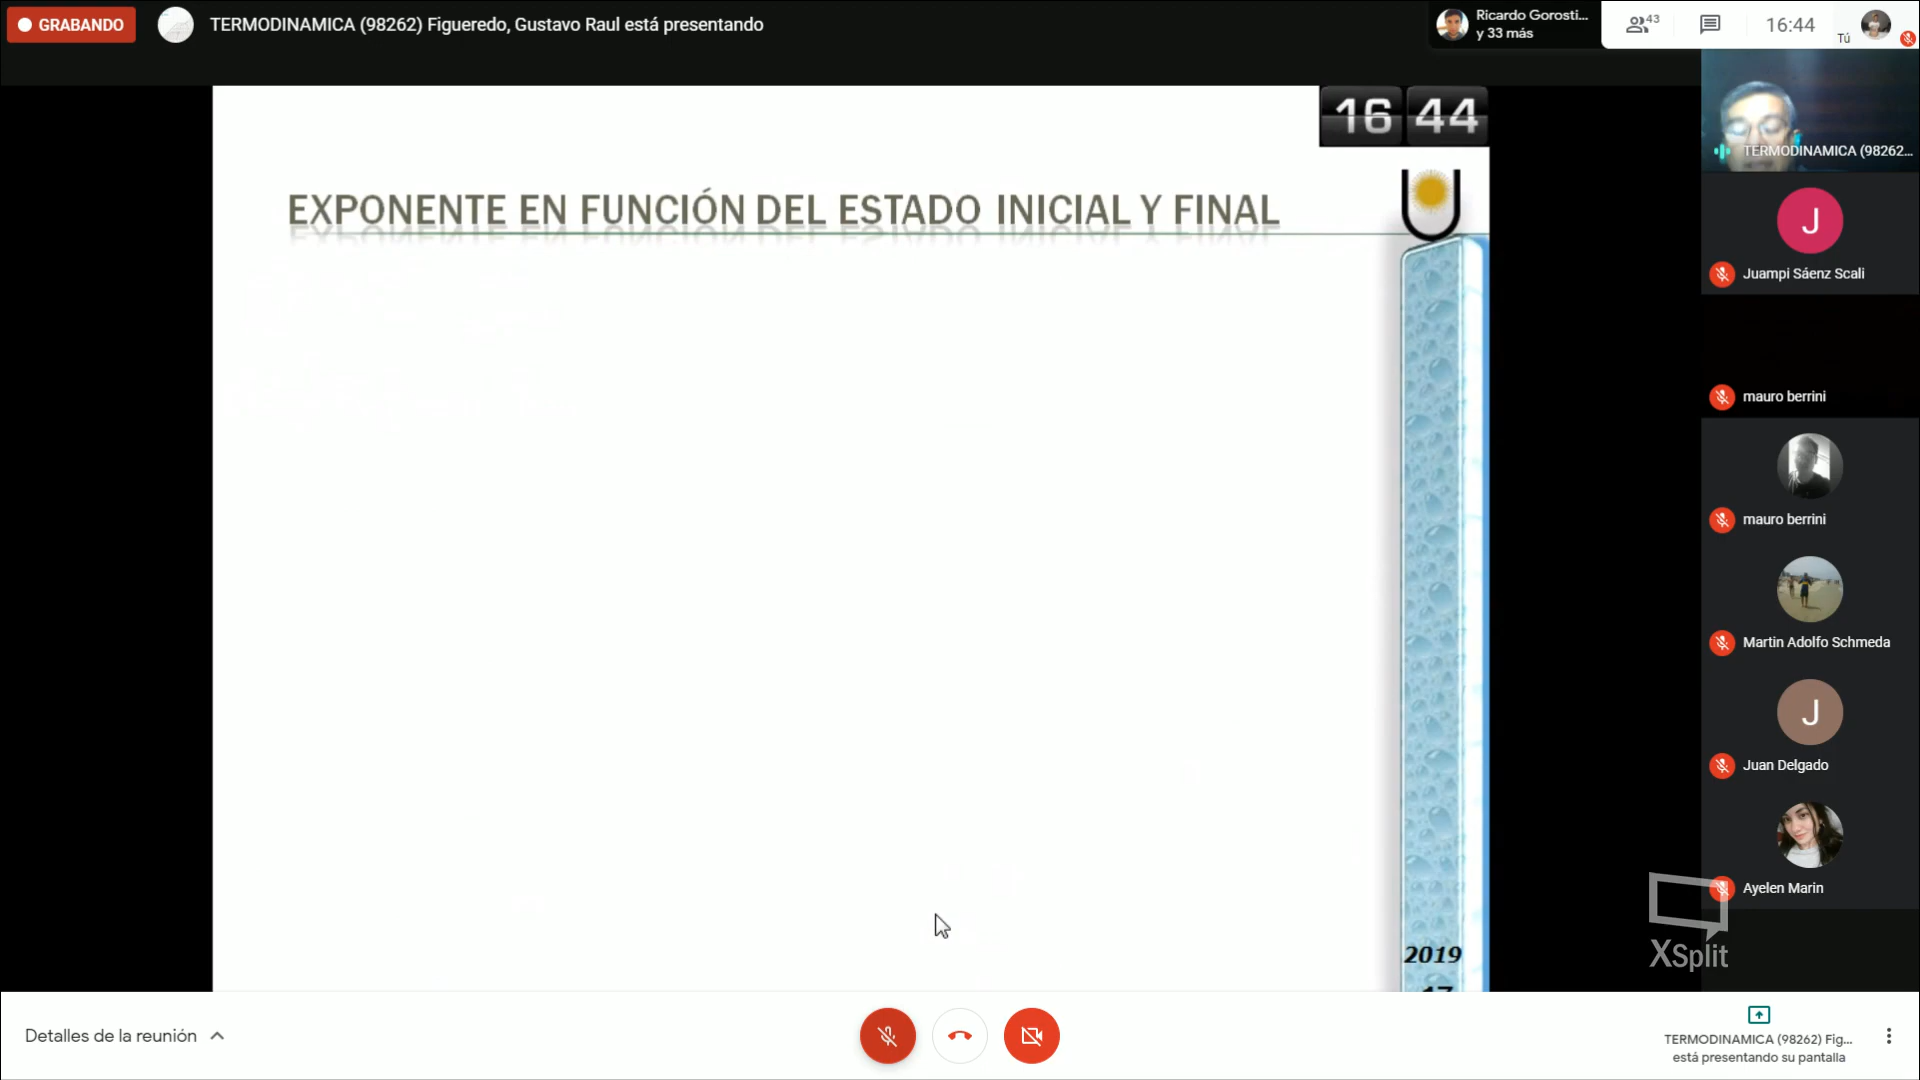 GRABANDO
TERMODINAMICA (98262) Figueredo, Gustavo Raul está presentando
Ricardo Gorosti...
y 33 más
43
16:44
Tú
16 44
EXPONENTE EN FUNCIÓN DEL ESTADO INICIAL Y FINAL
TERMODINAMICA (98262...
J
Juampi Sáenz Scali
mauro berrini
mauro berrini
Martin Adolfo Schmeda
J
Juan Delgado
Ayelen Marin
XSplit
2019
Detalles de la reunión
TERMODINAMICA (98262) Fig...
está presentando su pantalla